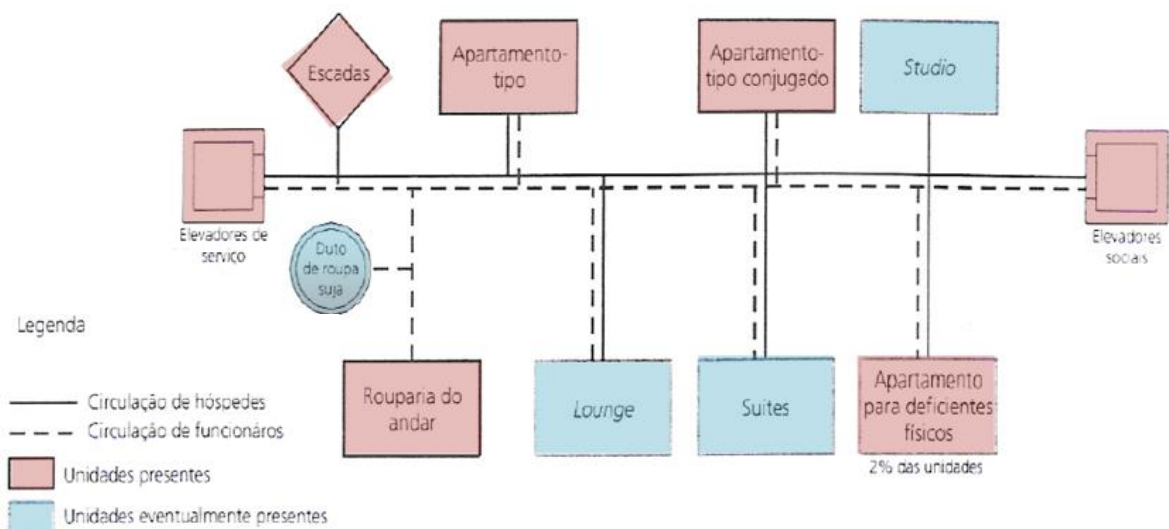 Escadas
Apartamento-
tipo
Apartamento-
tipo conjugado
Studio
Elevadores de
serviço
Elevadores
sociais
Duto
de roupa
suja
Rouparia do
andar
Lounge
Suites
Apartamento
para deficientes
físicos
2% das unidades
Legenda
Circulação de hóspedes
Circulação de funcionáros
Unidades presentes
Unidades eventualmente presentes